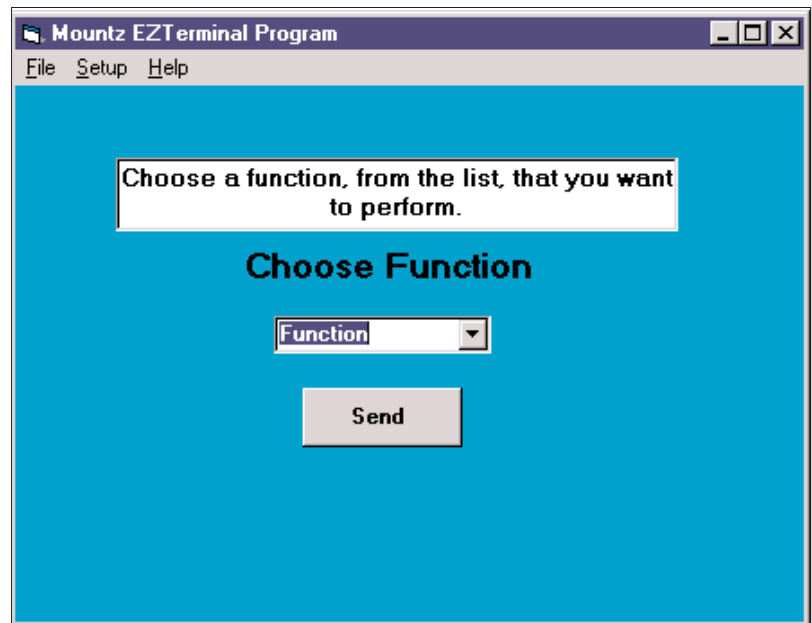 Mountz EZTerminal Program
File Setup Help
Choose a function, from the list, that you want
to perform.
Choose Function
Function
Send